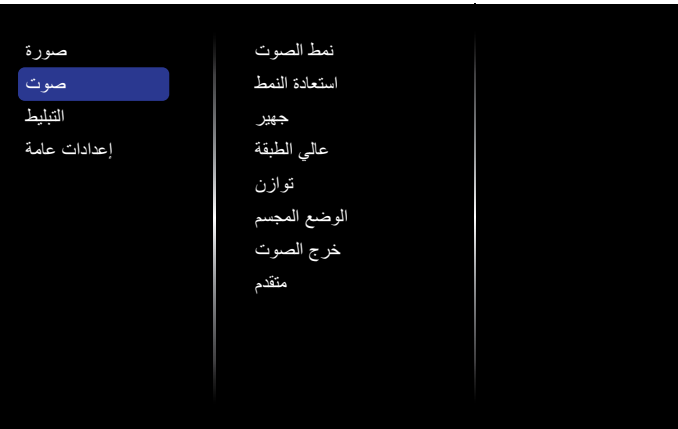 صورة
صوت
التبليط
إعدادات عامة
نمط الصوت
استعادة النمط
جهير
عالي الطبقة
توازن
الوضع المجسم
خرج الصوت
متقدم